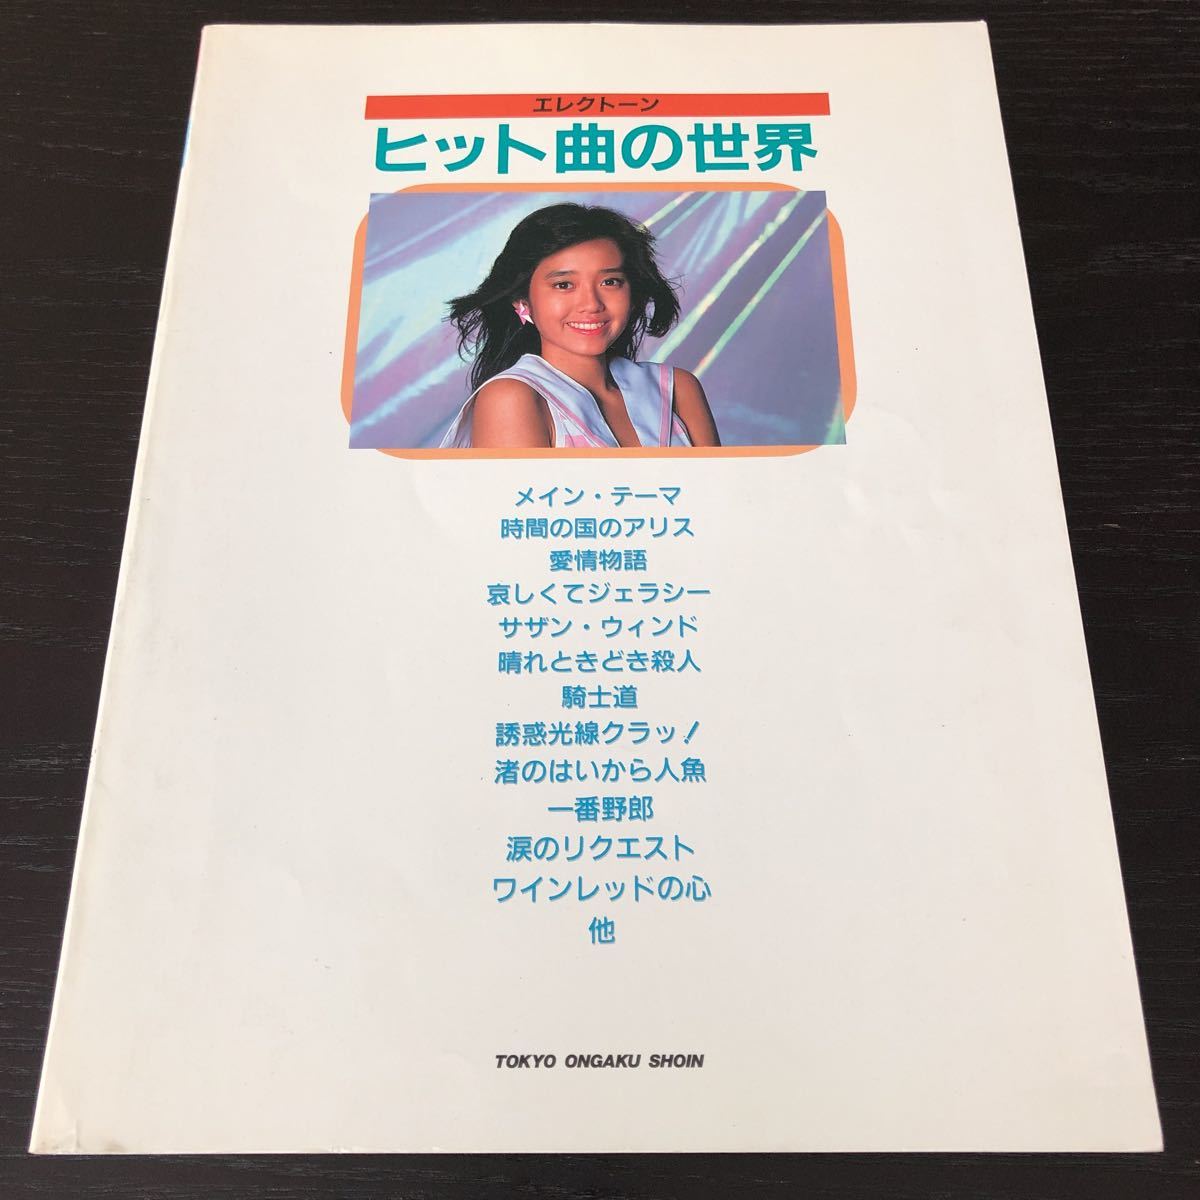 エレクトーン
ヒット曲の世界
メイン・テーマ
時間の国のアリス
愛情物語
哀しくてジェラシー
サザン・ウィンド
晴れときどき殺人
騎士道
誘惑光線クラッ！
渚のはいから人魚
一番野郎
涙のリクエスト
ワインレッドの心
他
TOKYO ONGAKU SHOIN